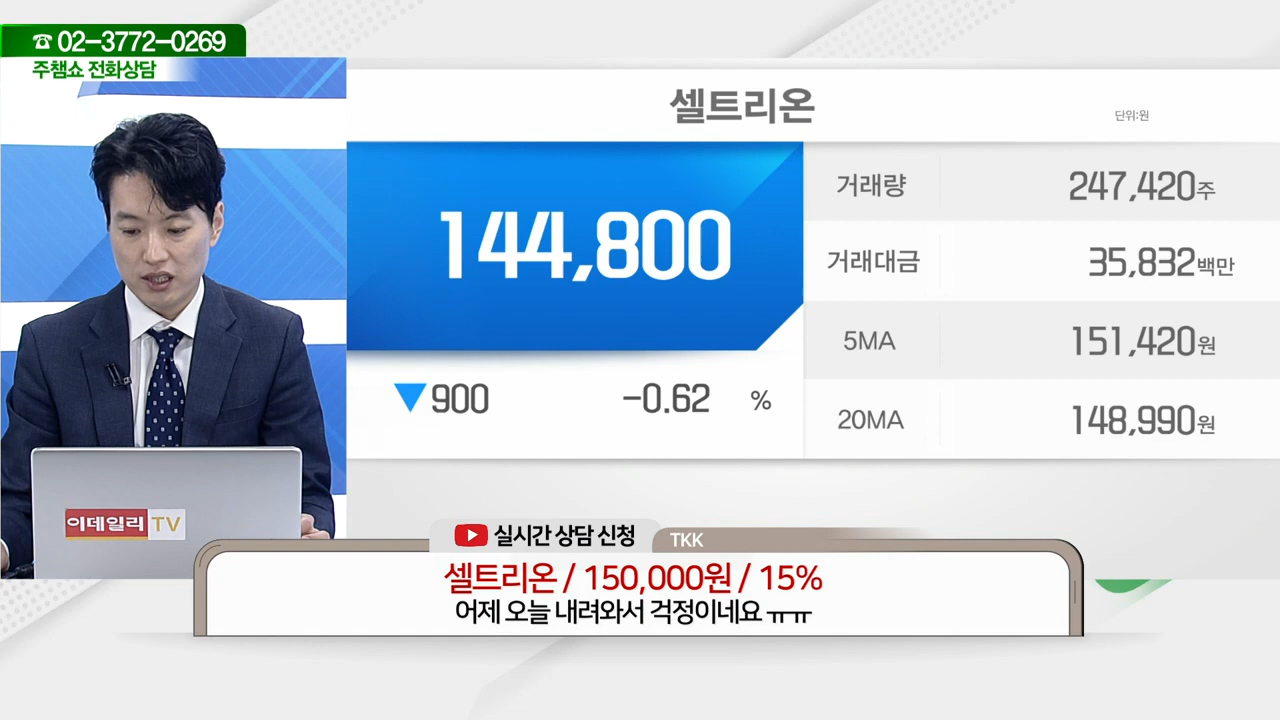 ☎ 02-3772-0269
주챔쇼 전화상담
셀트리온
단위:원
144,800
▼900 -0.62 %
거래량 247,420주
거래대금 35,832백만
5MA 151,420원
20MA 148,990원
이데일리 TV
실시간 상담 신청
TKK
셀트리온 / 150,000원 / 15%
어제 오늘 내려와서 걱정이네요 ㅠㅠ